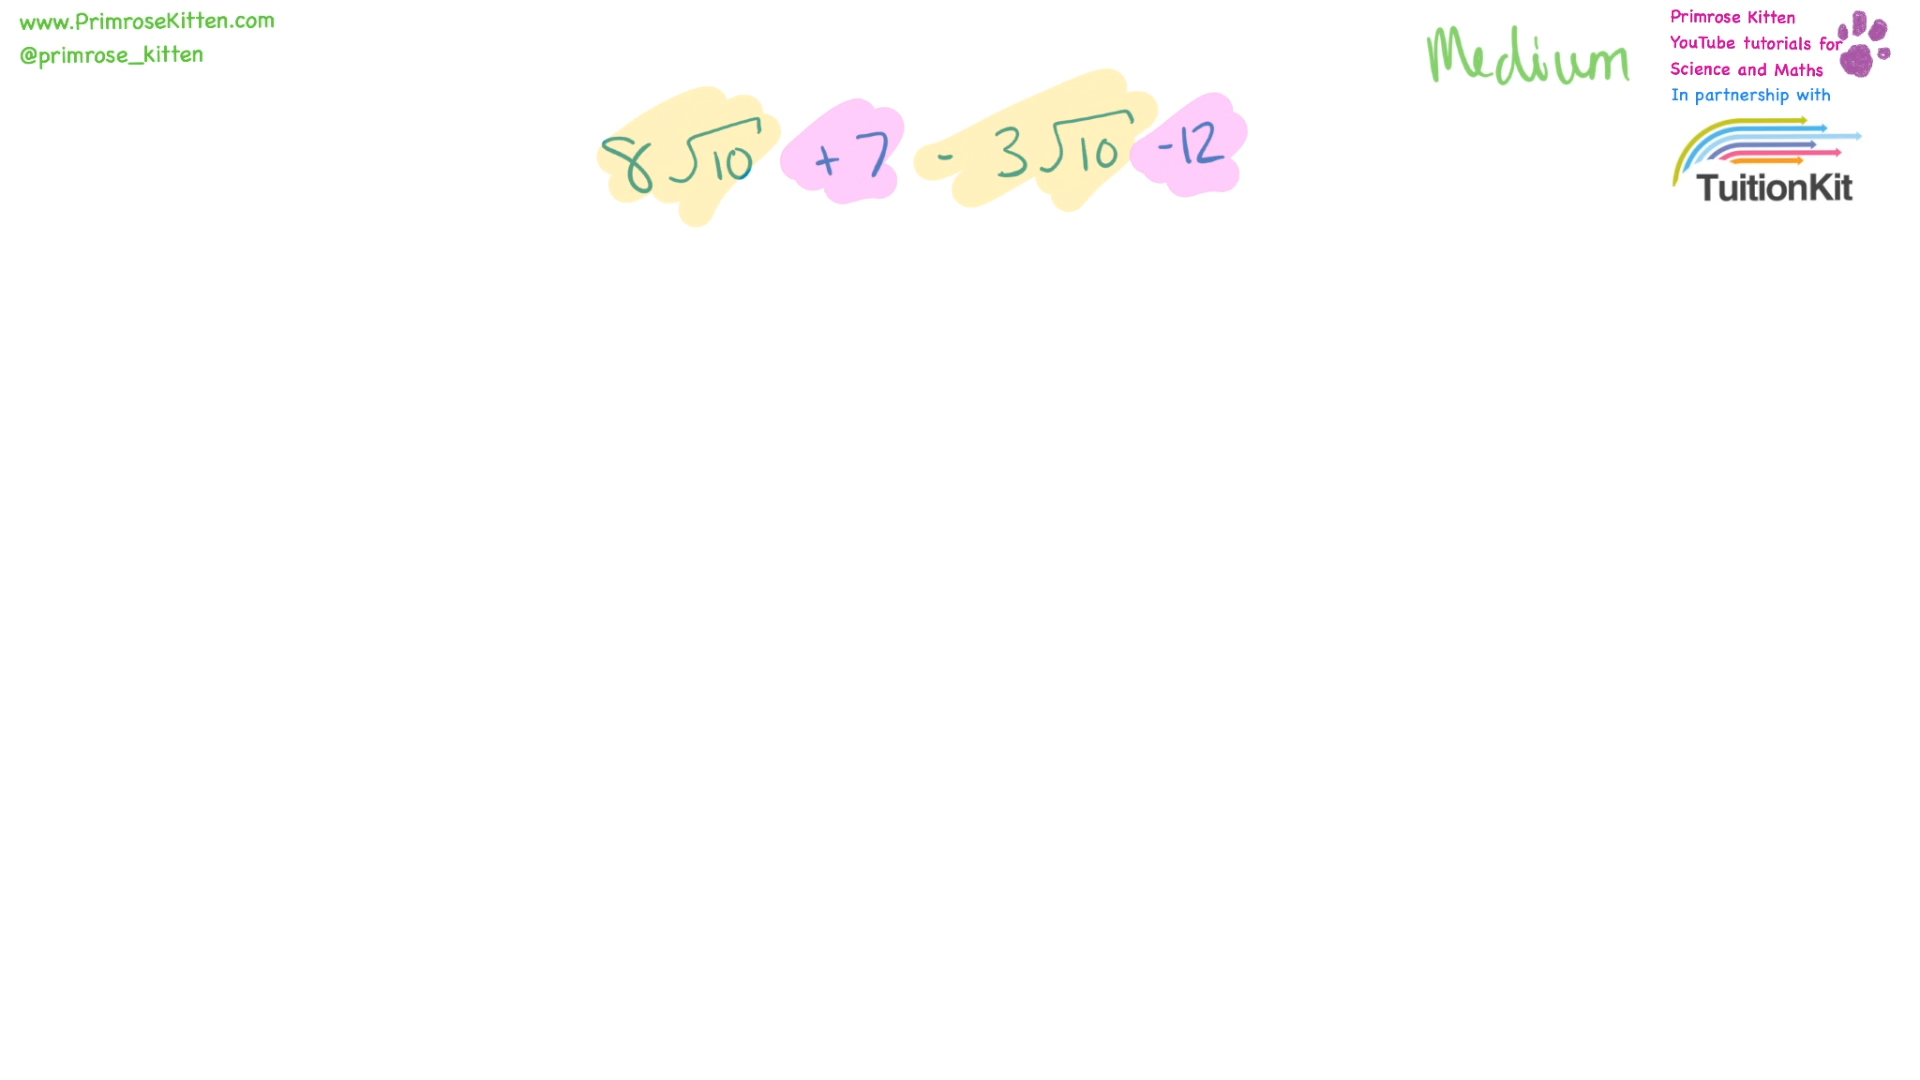 www.PrimroseKitten.com
@primrose_kitten
8√10 + 7 - 3√10 -12
Medium
Primrose Kitten
YouTube tutorials for
Science and Maths
In partnership with
TuitionKit